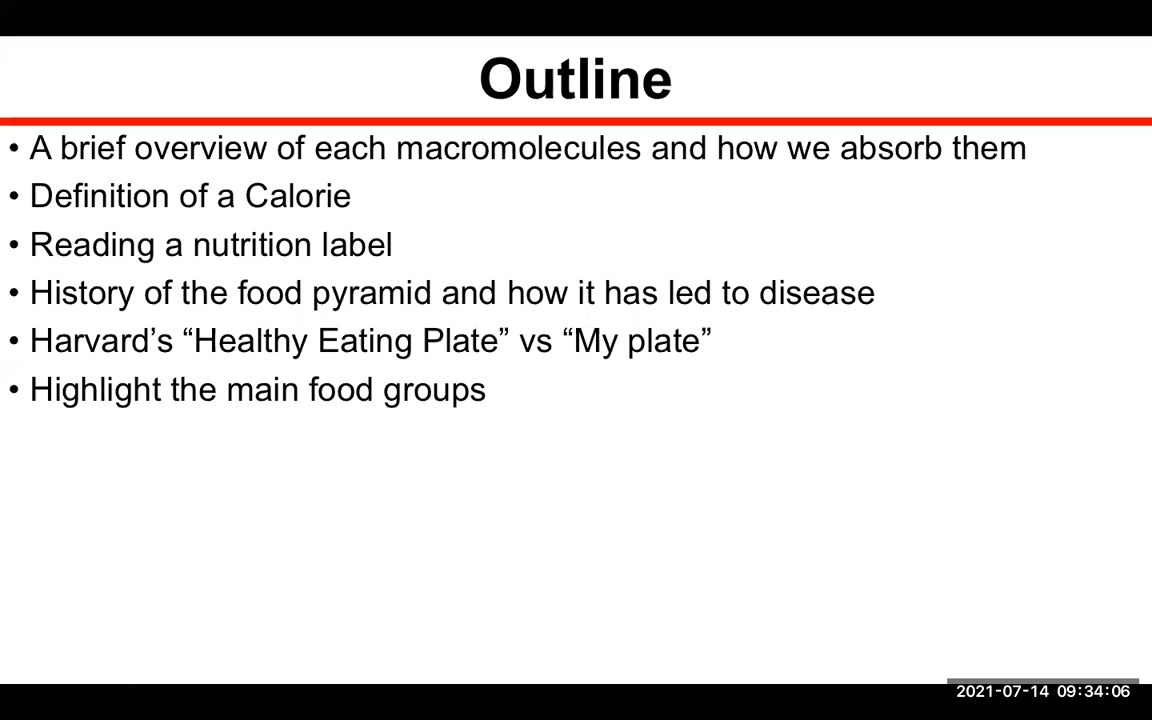 Outline
• A brief overview of each macromolecules and how we absorb them
• Definition of a Calorie
• Reading a nutrition label
• History of the food pyramid and how it has led to disease
• Harvard’s “Healthy Eating Plate” vs “My plate”
• Highlight the main food groups
2021-07-14 09:34:06